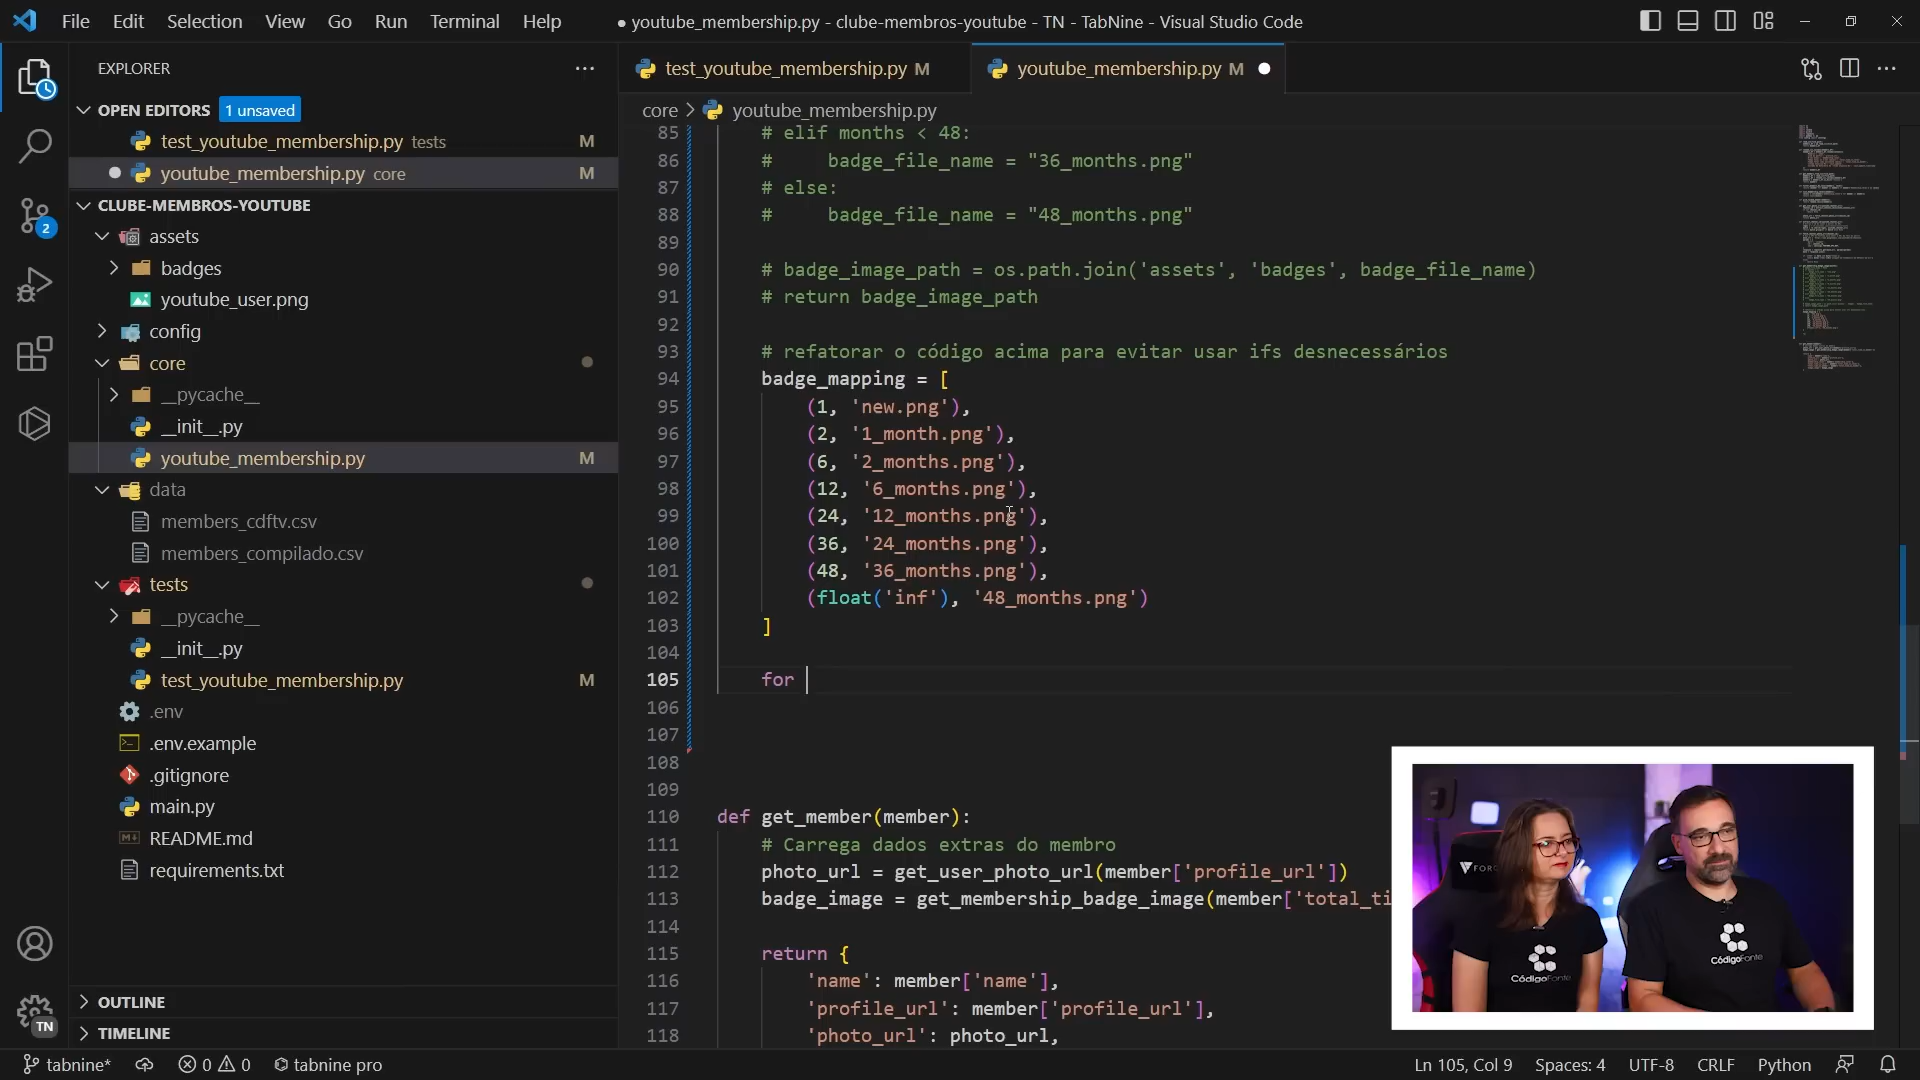 File Edit Selection View Go Run Terminal Help
● youtube_membership.py - clube-membros-youtube - TN - TabNine - Visual Studio Code
EXPLORER
OPEN EDITORS 1 unsaved
test_youtube_membership.py tests M
youtube_membership.py core M
CLUBE-MEMBROS-YOUTUBE
assets
badges
youtube_user.png
config
core
__pycache__
__init__.py
youtube_membership.py M
data
members_cdftv.csv
members_compilado.csv
tests
__pycache__
__init__.py
test_youtube_membership.py M
.env
.env.example
.gitignore
main.py
README.md
requirements.txt
OUTLINE
TIMELINE
2
TN
test_youtube_membership.py M
youtube_membership.py M
core > youtube_membership.py
85 # elif months < 48:
86 #     badge_file_name = "36_months.png"
87 # else:
88 #     badge_file_name = "48_months.png"
89
90 # badge_image_path = os.path.join('assets', 'badges', badge_file_name)
91 # return badge_image_path
92
93 # refatorar o código acima para evitar usar ifs desnecessários
94 badge_mapping = [
95     (1, 'new.png'),
96     (2, '1_month.png'),
97     (6, '2_months.png'),
98     (12, '6_months.png'),
99     (24, '12_months.png'),
100     (36, '24_months.png'),
101     (48, '36_months.png'),
102     (float('inf'), '48_months.png')
103 ]
104
105 for
106
107
108
109
110 def get_member(member):
111     # Carrega dados extras do membro
112     photo_url = get_user_photo_url(member['profile_url'])
113     badge_image = get_membership_badge_image(member['total_ti
114
115     return {
116         'name': member['name'],
117         'profile_url': member['profile_url'],
118         'photo_url': photo_url,
CódigoFonte
CódigoFonte
tabnine* 0 0 tabnine pro
Ln 105, Col 9 Spaces: 4 UTF-8 CRLF Python